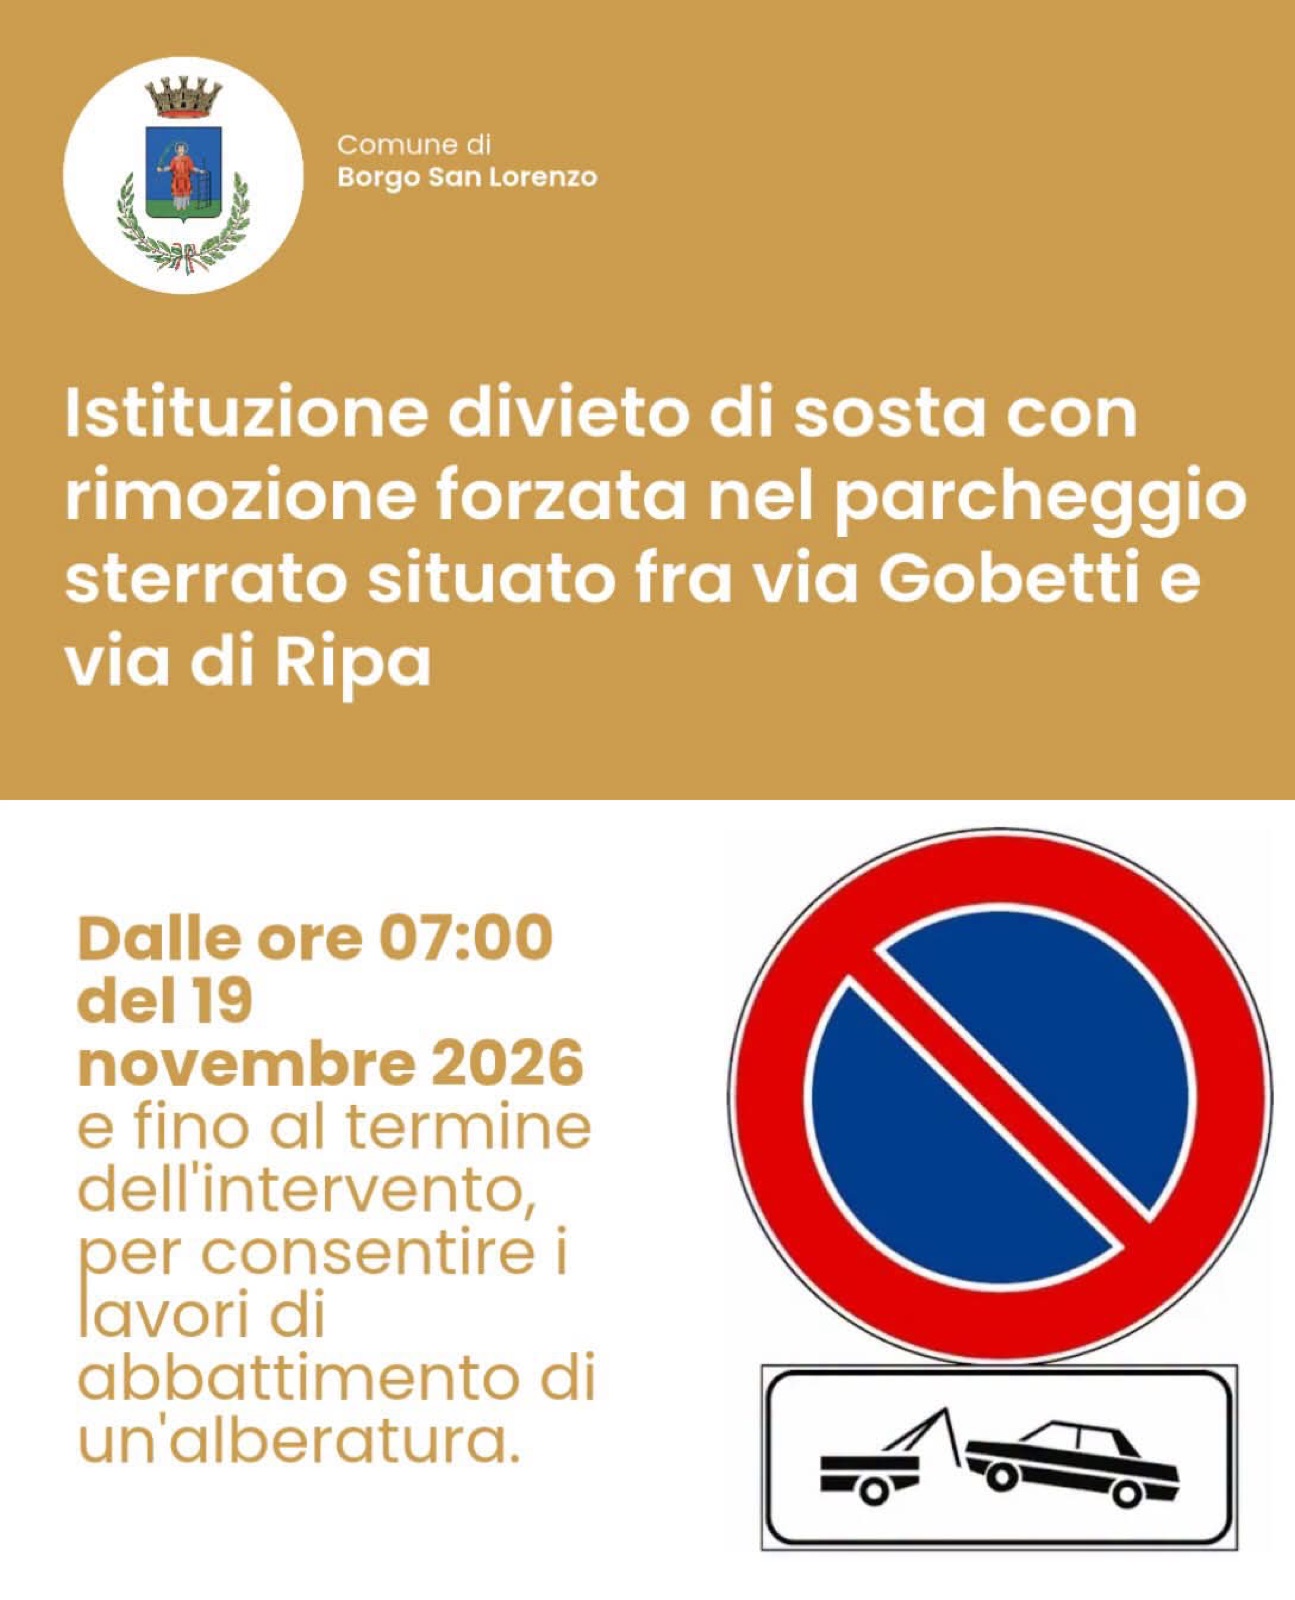 Comune di
Borgo San Lorenzo
Istituzione divieto di sosta con
rimozione forzata nel parcheggio
sterrato situato fra via Gobetti e
via di Ripa
Dalle ore 07:00
del 19
novembre 2026
e fino al termine
dell'intervento,
per consentire i
lavori di
abbattimento di
un'alberatura.